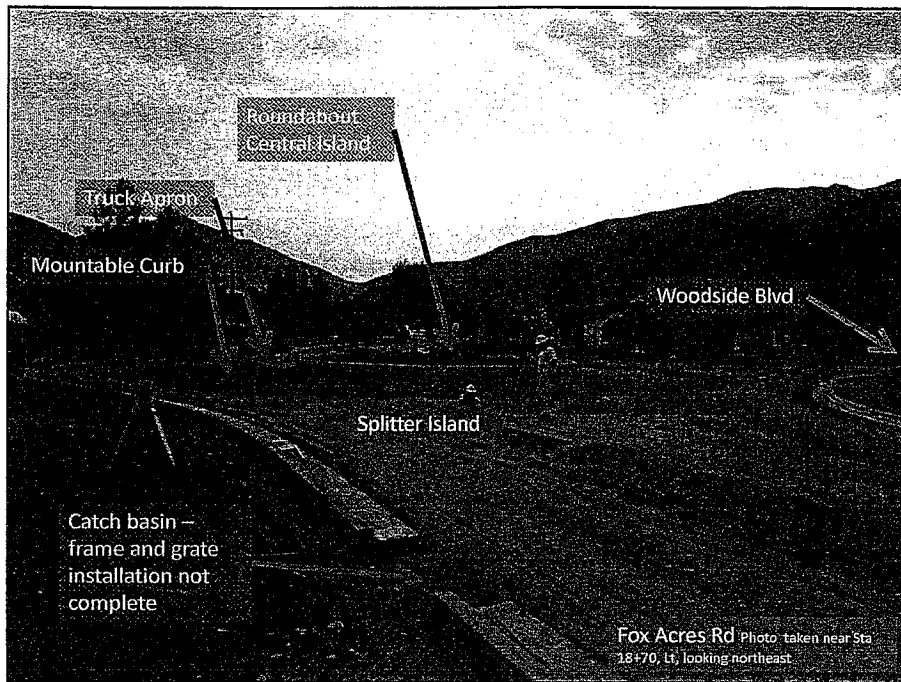 Roundabout
Central Island
Truck Apron
Mountable Curb
Woodside Blvd
Splitter Island
Catch basin –
frame and grate
installation not
complete
Fox Acres Rd Photo taken near Sta
18+70, Lt, looking northeast